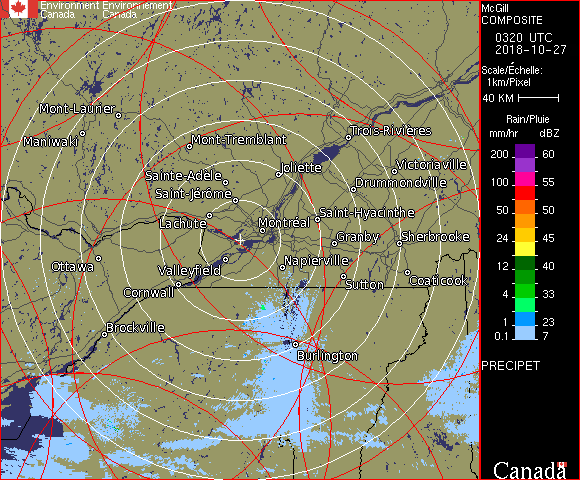 Environment Environnement
Canada Canada
McGill
COMPOSITE
0320 UTC
2018-10-27
Scale/Échelle:
1km/Pixel
40 KM
Rain/Pluie
mm/hr dBZ
200 60
150 57
100 55
50 50
24 45
12 40
4 33
1 23
0.1 7
PRECIPET
Canada
Mont-Laurier
Maniwaki
Mont-Tremblant
Trois-Rivières
Sainte-Adèle
Joliette
Victoriaville
Drummondville
Saint-Jérôme
Lachute
Montréal
Saint-Hyacinthe
Granby
Sherbrooke
Ottawa
Valleyfield
Napierville
Cornwall
Sutton
Coaticook
Brockville
Burlington